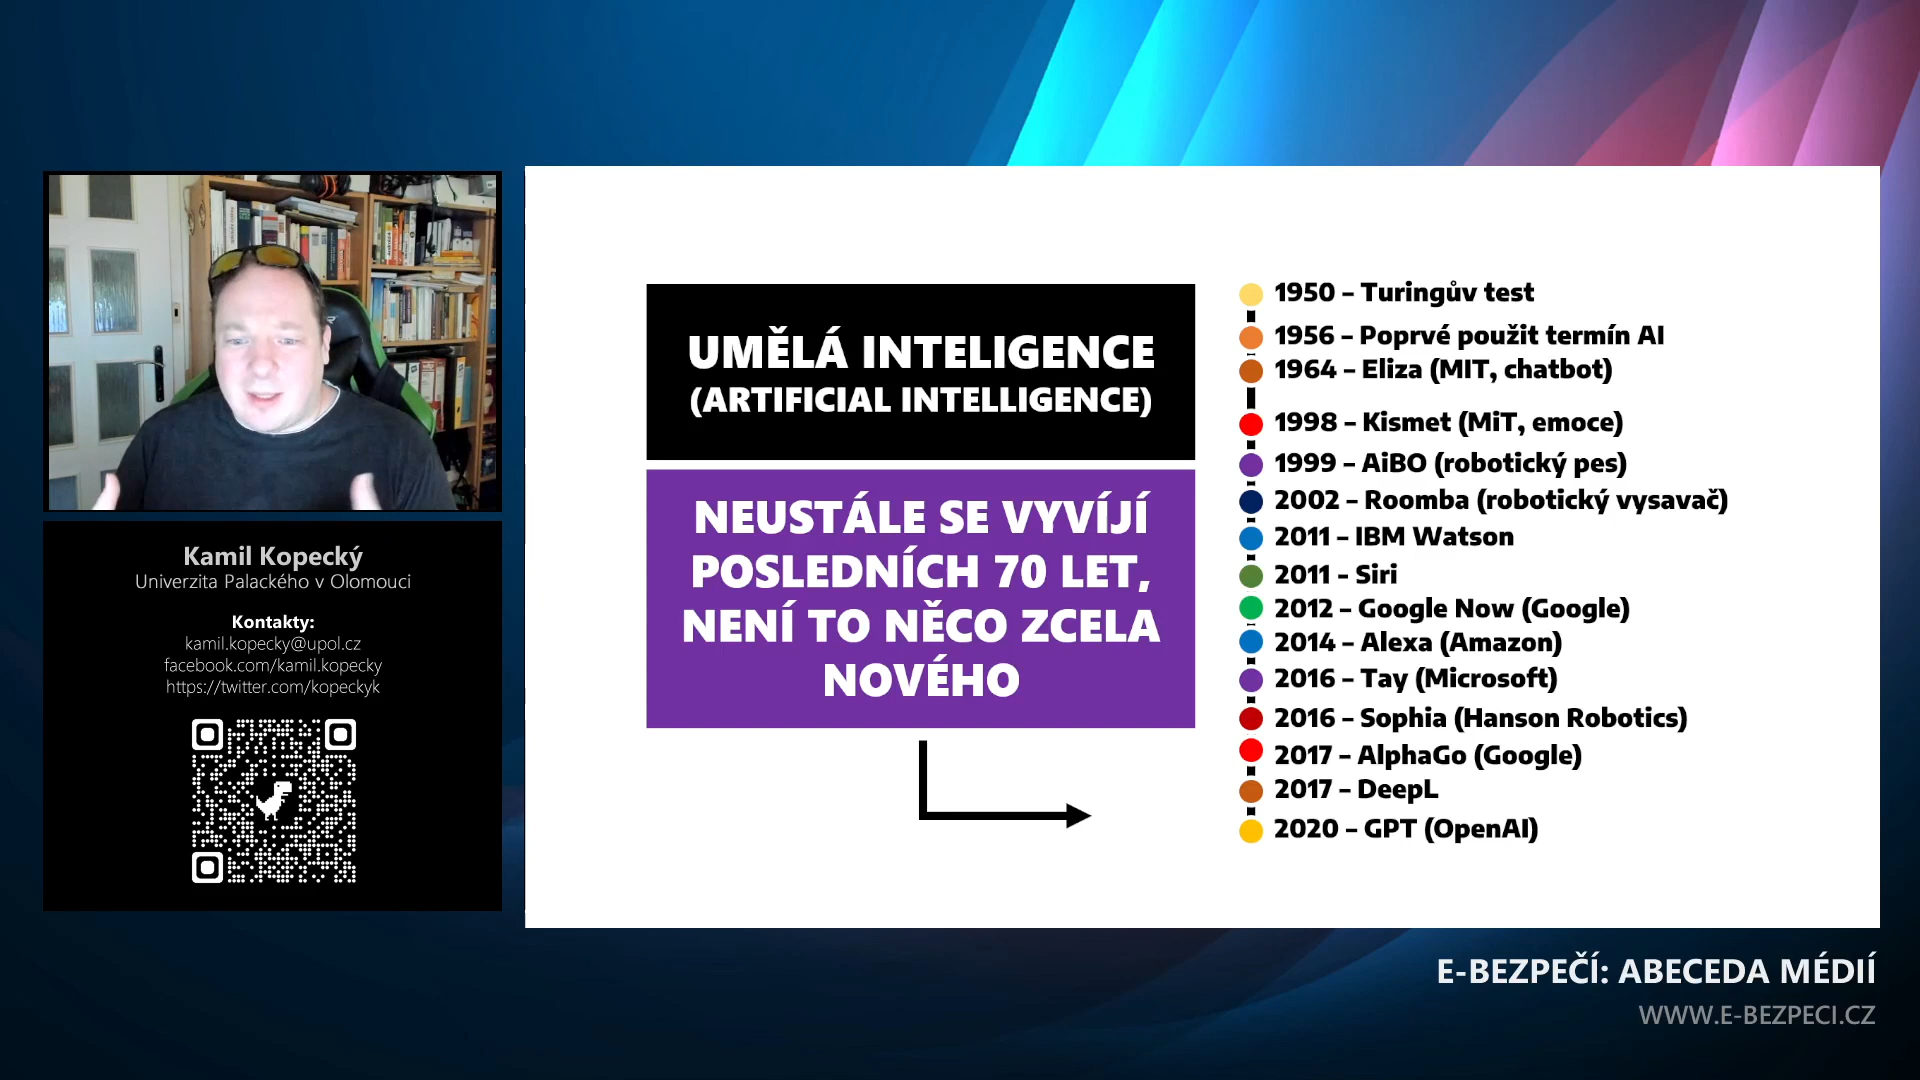 Kamil Kopecký
Univerzita Palackého v Olomouci
Kontakty:
kamil.kopecky@upol.cz
facebook.com/kamil.kopecky
https://twitter.com/kopeckyk
UMĚLÁ INTELIGENCE
(ARTIFICIAL INTELLIGENCE)
NEUSTÁLE SE VYVÍJÍ
POSLEDNÍCH 70 LET,
NENÍ TO NĚCO ZCELA
NOVÉHO
1950 – Turingův test
1956 – Poprvé použit termín AI
1964 – Eliza (MIT, chatbot)
1998 – Kismet (MiT, emoce)
1999 – AiBO (robotický pes)
2002 – Roomba (robotický vysavač)
2011 – IBM Watson
2011 – Siri
2012 – Google Now (Google)
2014 – Alexa (Amazon)
2016 – Tay (Microsoft)
2016 – Sophia (Hanson Robotics)
2017 – AlphaGo (Google)
2017 – DeepL
2020 – GPT (OpenAI)
E-BEZPEČÍ: ABECEDA MÉDIÍ
WWW.E-BEZPECI.CZ